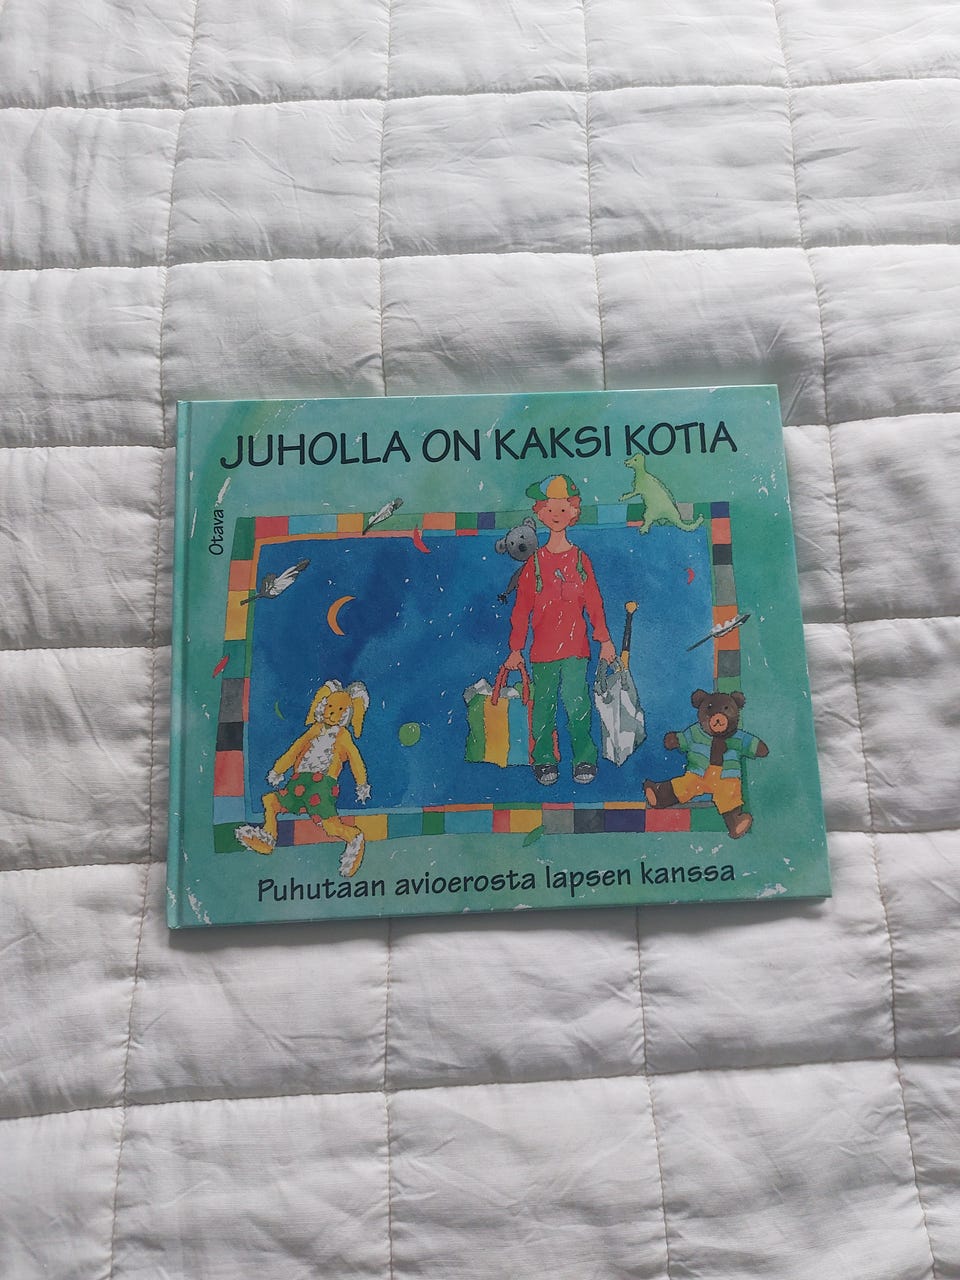 JUHOLLA ON KAKSI KOTIA
Otava
Puhutaan avioerosta lapsen kanssa